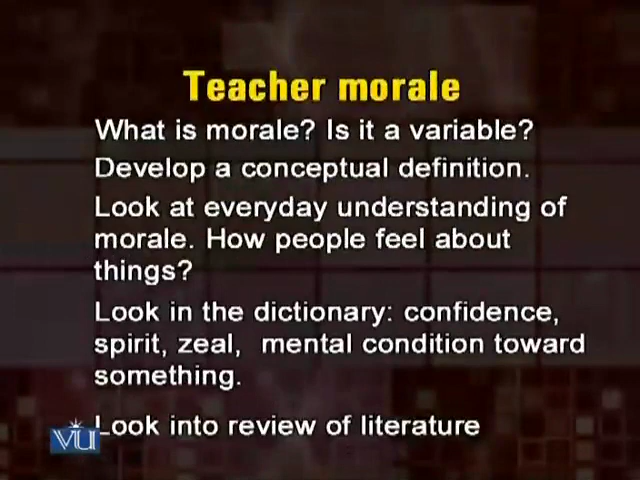 Teacher morale
What is morale? Is it a variable?
Develop a conceptual definition.
Look at everyday understanding of
morale. How people feel about
things?
Look in the dictionary: confidence,
spirit, zeal,  mental condition toward
something.
Look into review of literature
VU